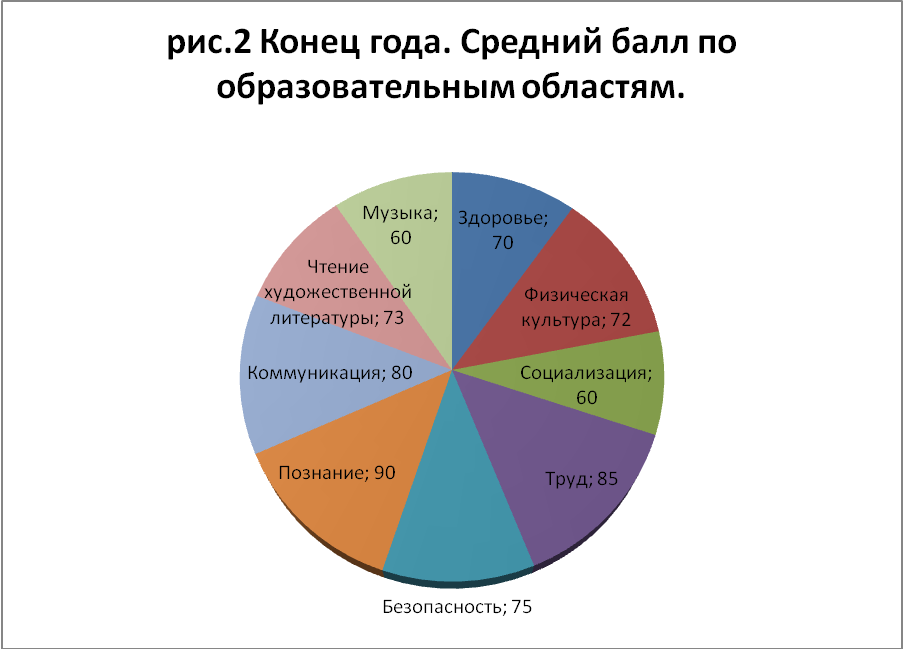 рис.2 Конец года. Средний балл по
образовательным областям.
Здоровье;
70
Физическая
культура; 72
Социализация;
60
Труд; 85
Безопасность; 75
Познание; 90
Коммуникация; 80
Чтение
художественной
литературы; 73
Музыка;
60